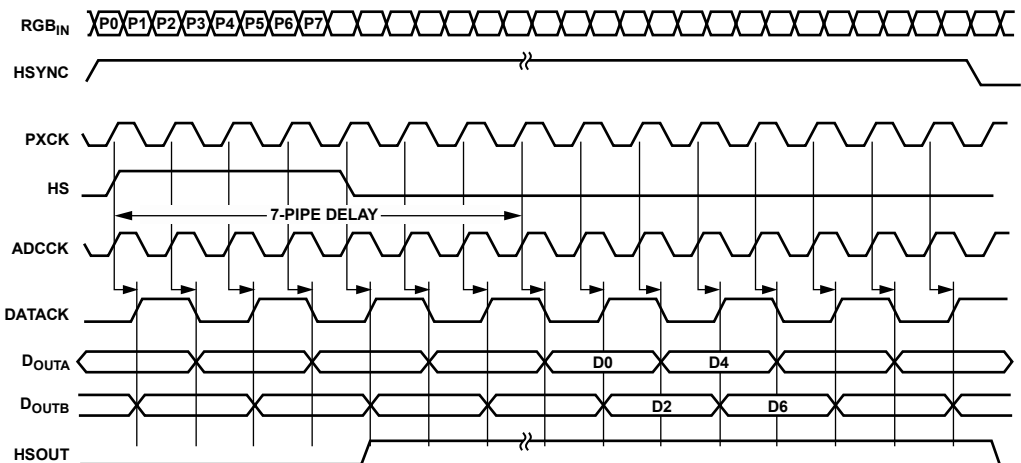 RGBIN P0 P1 P2 P3 P4 P5 P6 P7
HSYNC
PXCK
HS
7-PIPE DELAY
ADCCK
DATACK
DOUTA D0 D4
DOUTB D2 D6
HSOUT